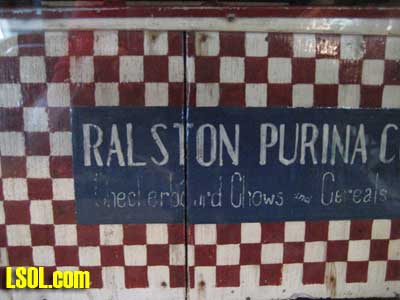 RALSTON PURINA C
Checkerboard Chows and Cereals
LSOL.com